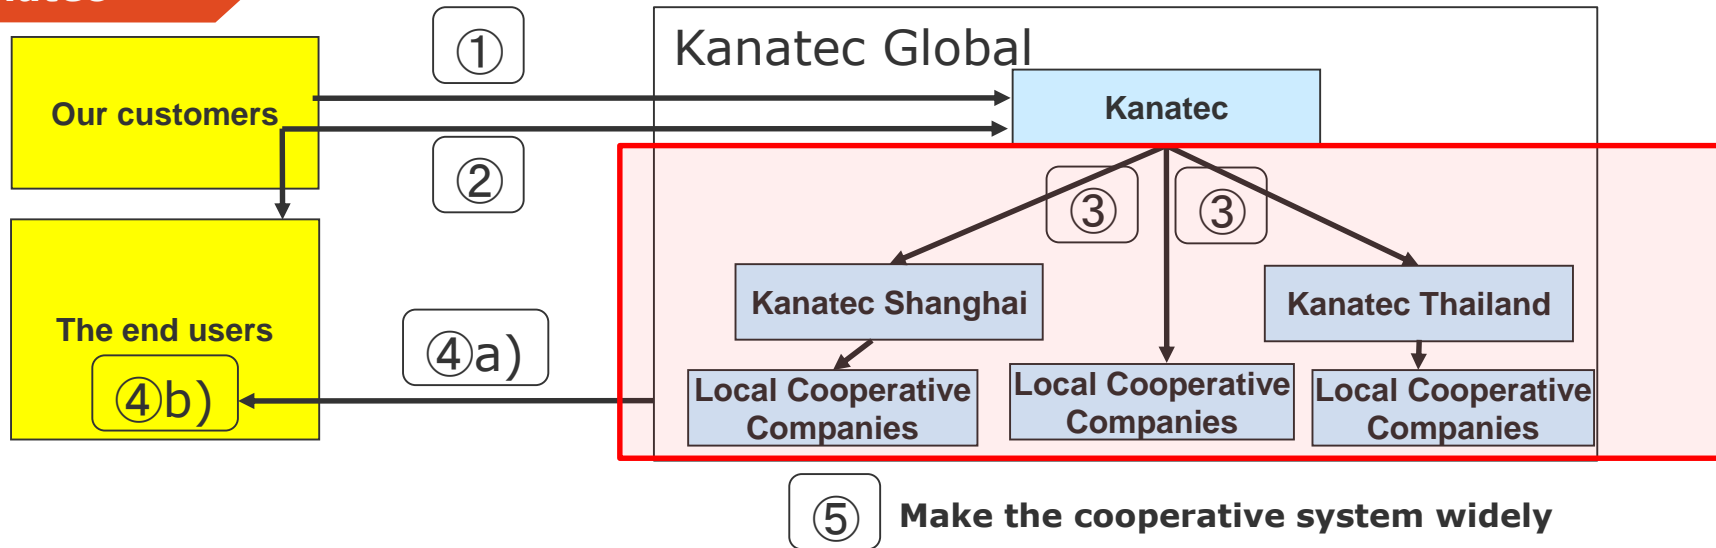 ①
Kanatec Global
Our customers
Kanatec
②
③
③
Kanatec Shanghai
Kanatec Thailand
The end users
④a)
④b)
Local Cooperative
Companies
Local Cooperative
Companies
Local Cooperative
Companies
⑤
Make the cooperative system widely